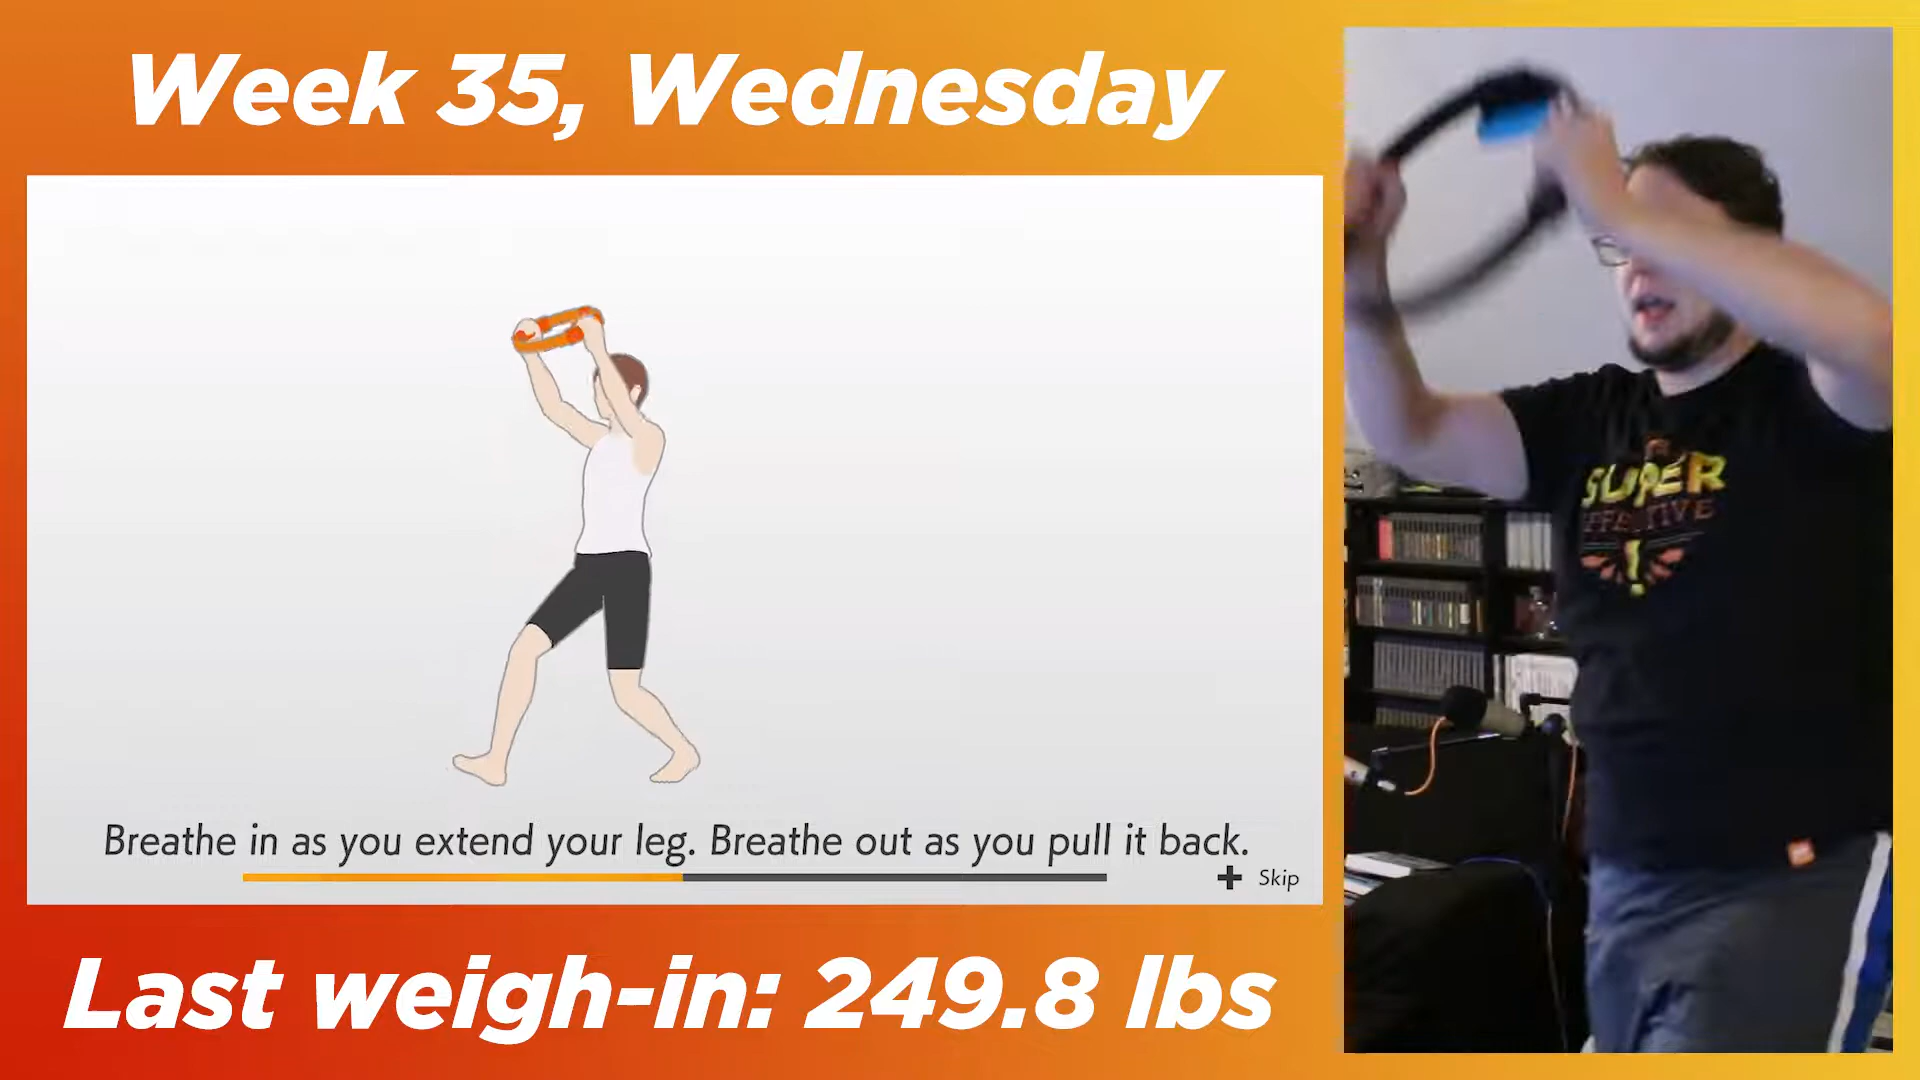 Week 35, Wednesday
SUPER
EFFECTIVE
!
Breathe in as you extend your leg. Breathe out as you pull it back.
+ Skip
Last weigh-in: 249.8 lbs